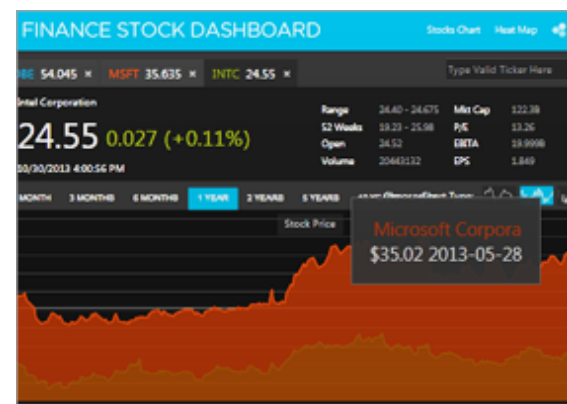 FINANCE STOCK DASHBOARD
Stocks Chart Heat Map
54.045 × MSFT 35.635 × INTC 24.55 ×
Type Valid Ticker Here
Intel Corporation
24.55 0.027 (+0.11%)
10/30/2013 4:00:56 PM
Range 24.40 - 24.675 Mkt Cap 122.3B
52 Weeks 19.23 - 25.98 P/E 13.26
Open 24.52 EBITA 19.999B
Volume 20443132 EPS 1.849
MONTH 3 MONTHS 6 MONTHS 1 YEAR 2 YEARS 5 YEARS
Stock Price
Microsoft Corpora
$35.02 2013-05-28